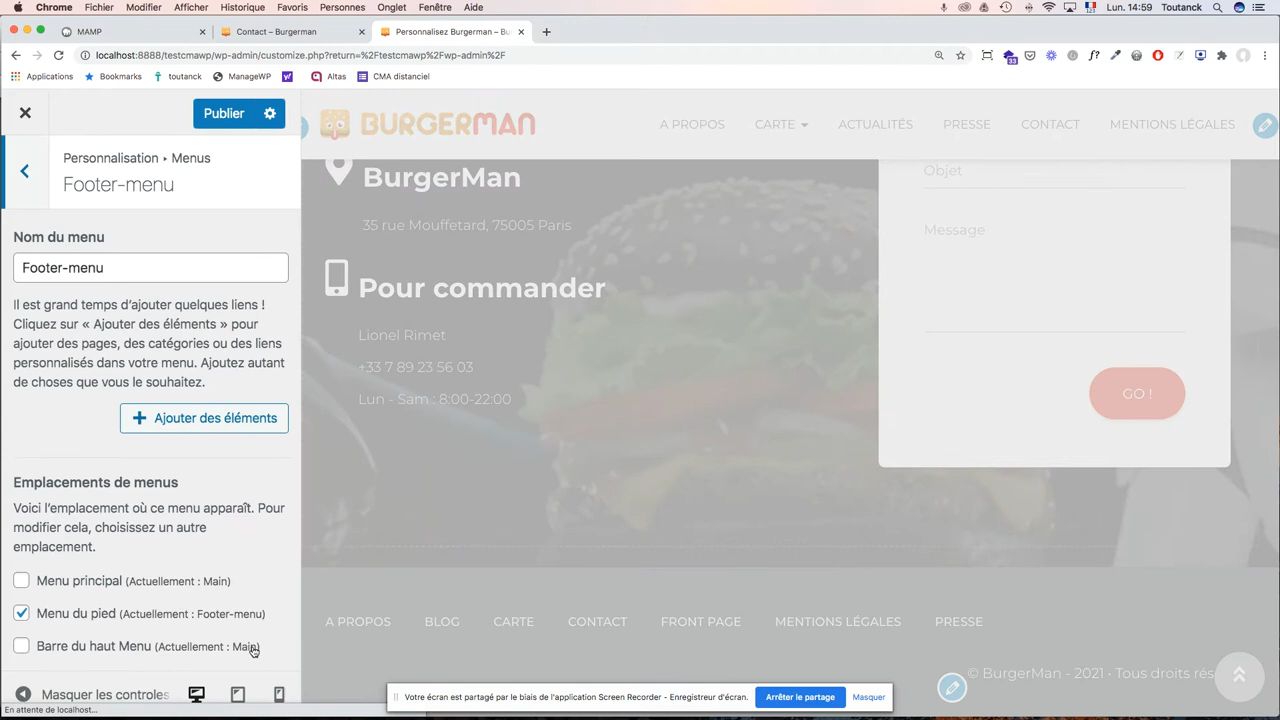 Chrome Fichier Modifier Afficher Historique Favoris Personnes Onglet Fenêtre Aide Lun. 14:59 Toutanck
MAMP Contact – Burgerman Personnalisez Burgerman – Bu
localhost:8888/testcmawp/wp-admin/customize.php?return=%2Ftestcmawp%2Fwp-admin%2F
33
Applications Bookmarks toutanck ManageWP Altas CMA distanciel
Publier
BURGERMAN A PROPOS CARTE ACTUALITÉS PRESSE CONTACT MENTIONS LÉGALES
Personnalisation ▸ Menus
Footer-menu
Nom du menu
Footer-menu
Il est grand temps d’ajouter quelques liens !
Cliquez sur « Ajouter des éléments » pour
ajouter des pages, des catégories ou des liens
personnalisés dans votre menu. Ajoutez autant
de choses que vous le souhaitez.
Ajouter des éléments
Emplacements de menus
Voici l’emplacement où ce menu apparaît. Pour
modifier cela, choisissez un autre
emplacement.
Menu principal (Actuellement : Main)
Menu du pied (Actuellement : Footer-menu)
Barre du haut Menu (Actuellement : Main)
Masquer les controles
En attente de localhost...
BurgerMan
35 rue Mouffetard, 75005 Paris
Pour commander
Lionel Rimet
+33 7 89 23 56 03
Lun - Sam : 8:00-22:00
Objet
Message
GO !
A PROPOS BLOG CARTE CONTACT FRONT PAGE MENTIONS LÉGALES PRESSE
© BurgerMan - 2021 · Tous droits rés
Votre écran est partagé par le biais de l'application Screen Recorder - Enregistreur d'écran. Arrêter le partage Masquer